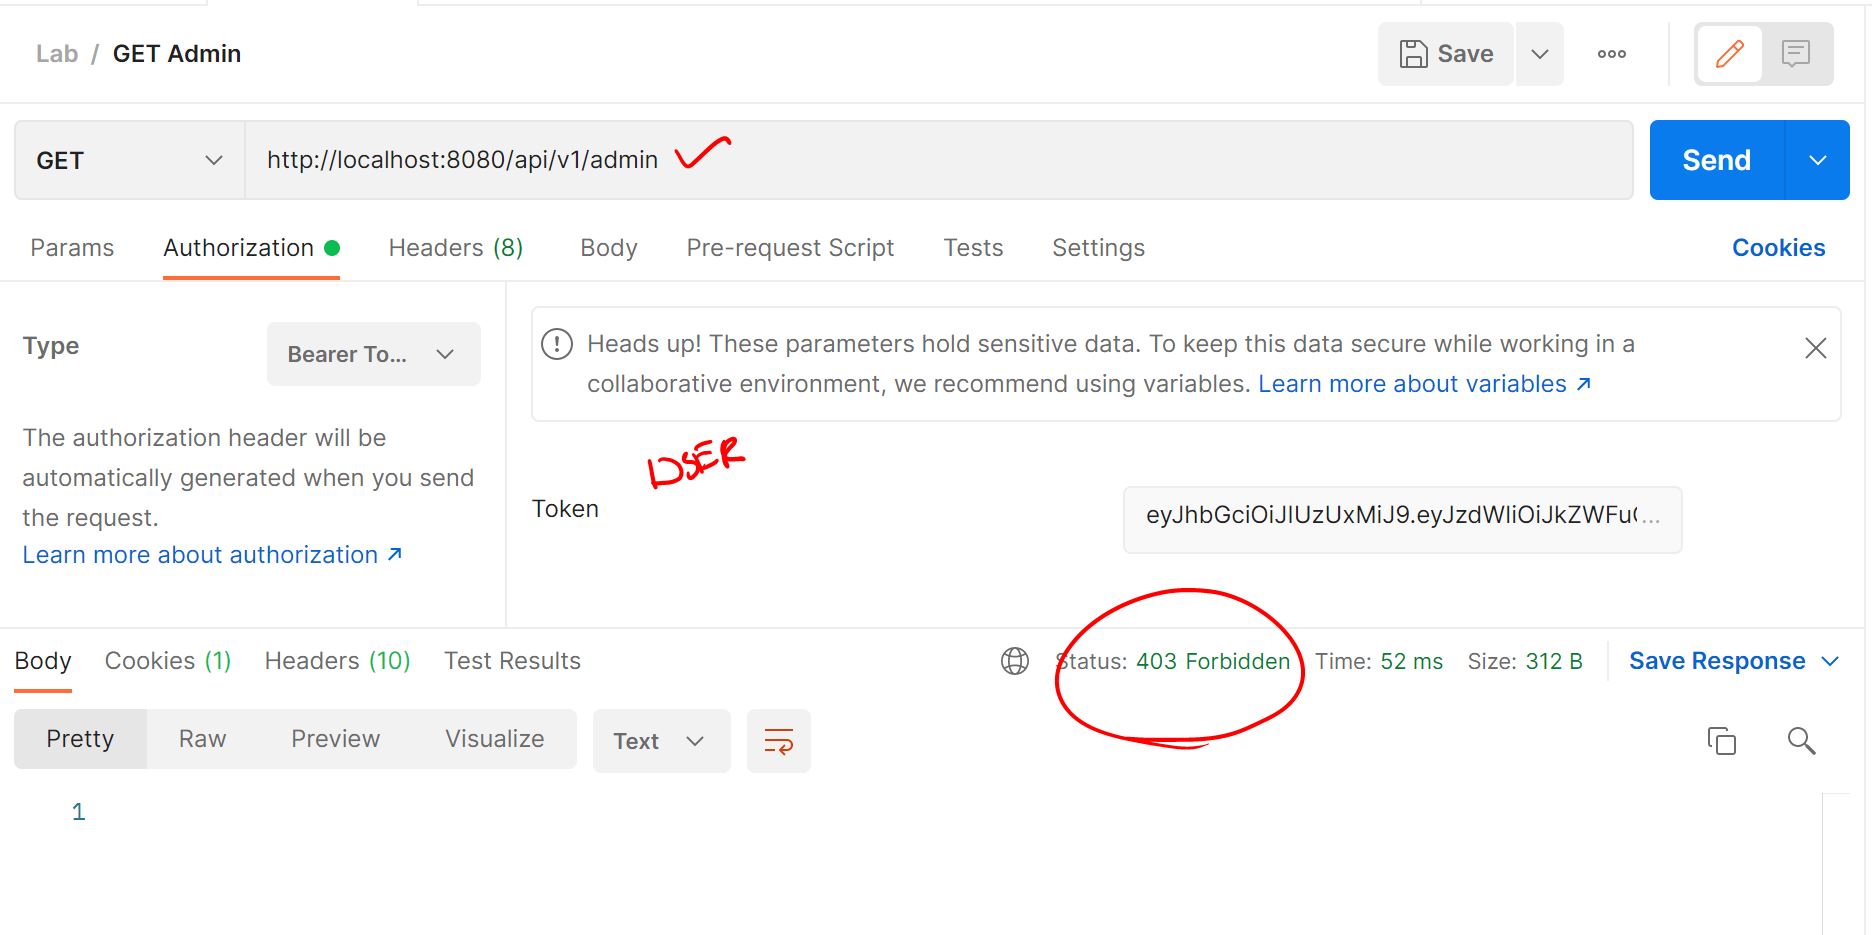 Lab / GET Admin
Save
GET
http://localhost:8080/api/v1/admin
Send
Params
Authorization
Headers (8)
Body
Pre-request Script
Tests
Settings
Cookies
Type
Bearer To...
The authorization header will be
automatically generated when you send
the request.
Learn more about authorization ↗
Heads up! These parameters hold sensitive data. To keep this data secure while working in a
collaborative environment, we recommend using variables. Learn more about variables ↗
USER
Token
eyJhbGciOiJIUzUxMiJ9.eyJzdWIiOiJkZWFu...
Body
Cookies (1)
Headers (10)
Test Results
Status: 403 Forbidden
Time: 52 ms
Size: 312 B
Save Response
Pretty
Raw
Preview
Visualize
Text
1